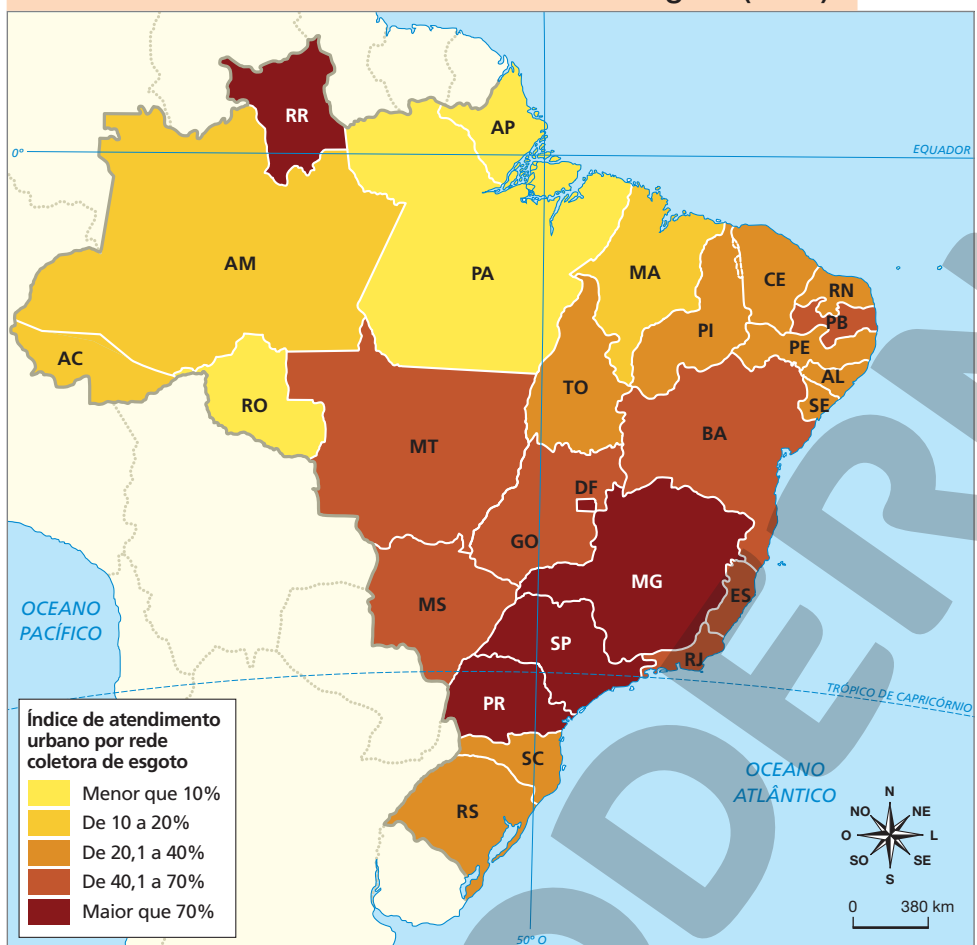 RR
AP
0°
EQUADOR
AM
PA
MA
CE
RN
PB
PI
PE
AC
AL
TO
SE
RO
BA
MT
DF
GO
MG
ES
MS
OCEANO
PACÍFICO
SP
RJ
PR
TRÓPICO DE CAPRICÓRNIO
Índice de atendimento
urbano por rede
coletora de esgoto
Menor que 10%
De 10 a 20%
De 20,1 a 40%
De 40,1 a 70%
Maior que 70%
SC
RS
OCEANO
ATLÂNTICO
N
NO
NE
O
L
SO
SE
S
0 380 km
50° O